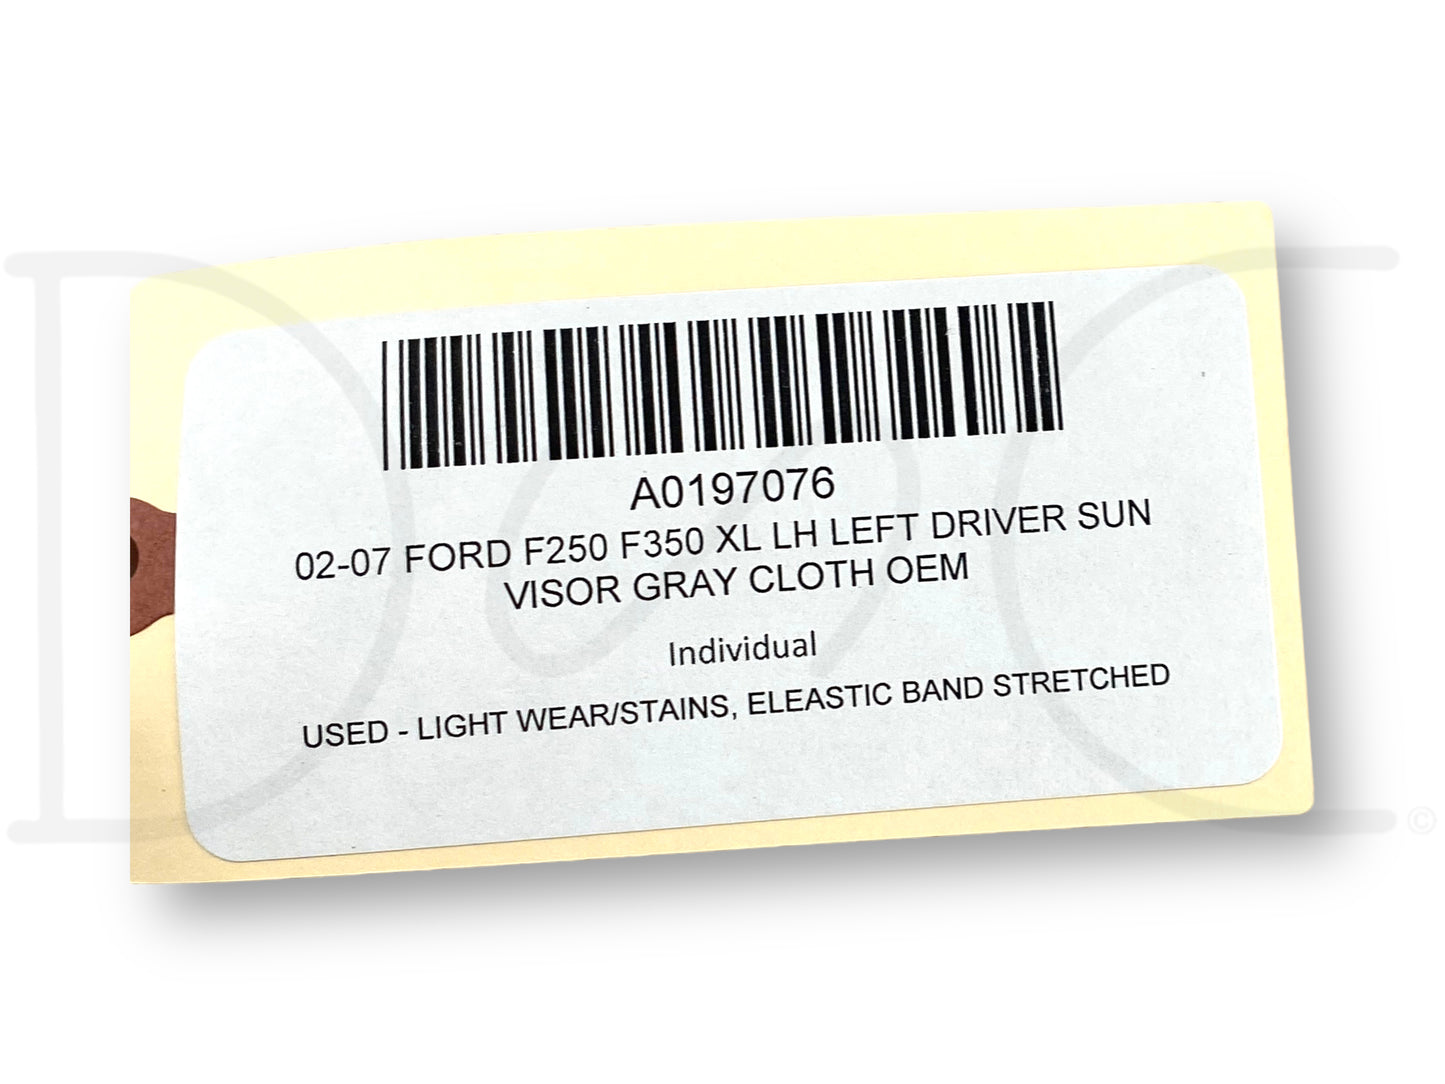 A0197076
02-07 FORD F250 F350 XL LH LEFT DRIVER SUN
VISOR GRAY CLOTH OEM
Individual
USED - LIGHT WEAR/STAINS, ELEASTIC BAND STRETCHED
©